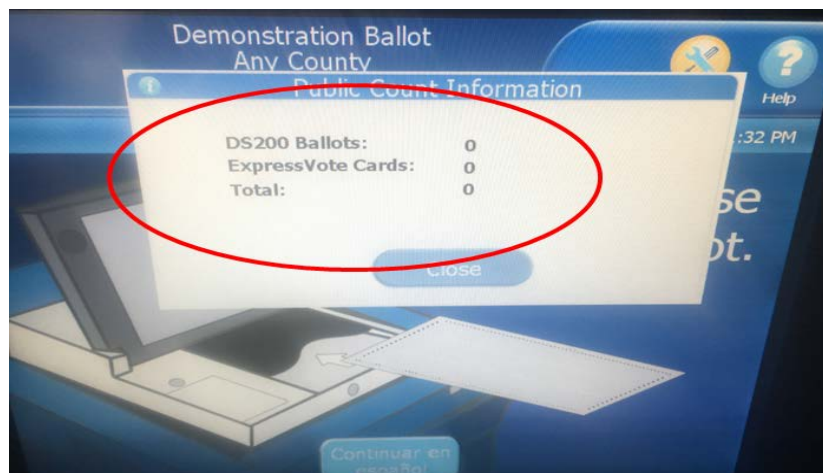 Demonstration Ballot
Any County
Public Count Information
Help
:32 PM
DS200 Ballots: 0
ExpressVote Cards: 0
Total: 0
se
ot.
Close
Continuar en
español